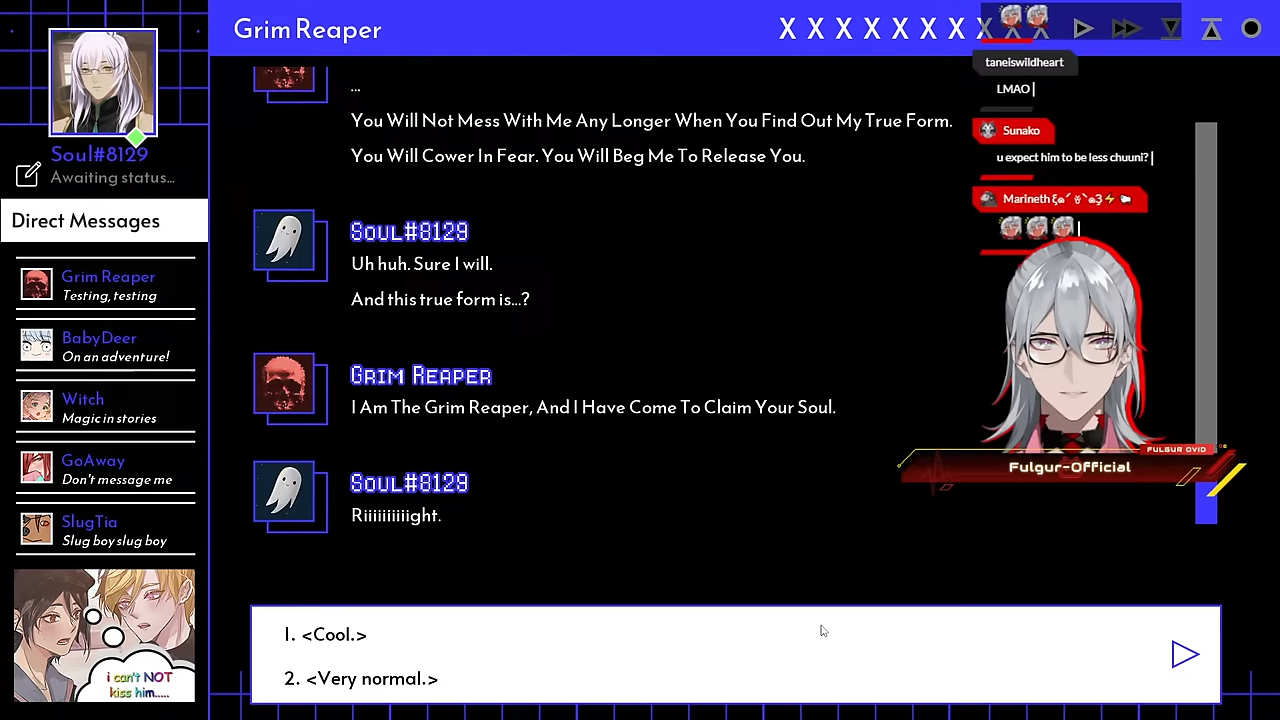 Grim Reaper
X X X X X X X X X X
Soul#8129
Awaiting status...
Direct Messages
Grim Reaper
Testing, testing
BabyDeer
On an adventure!
Witch
Magic in stories
GoAway
Don't message me
SlugTia
Slug boy slug boy
i can't NOT
kiss him.....
...
You Will Not Mess With Me Any Longer When You Find Out My True Form.
You Will Cower In Fear. You Will Beg Me To Release You.
Soul#8129
Uh huh. Sure I will.
And this true form is...?
Grim Reaper
I Am The Grim Reaper, And I Have Come To Claim Your Soul.
Soul#8129
Riiiiiiiiiight.
1. <Cool.>
2. <Very normal.>
taneiswildheart
LMAO
Sunako
u expect him to be less chuuni?
Marineth
FULGUR OVID
Fulgur-Official